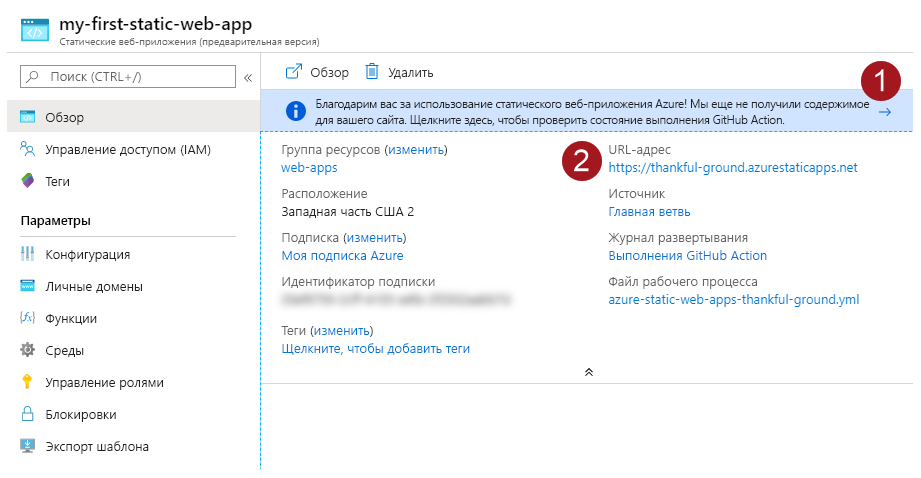 my-first-static-web-app
Статические веб-приложения (предварительная версия)
Поиск (CTRL+/)
«
Обзор
Управление доступом (IAM)
Теги
Параметры
Конфигурация
Личные домены
Функции
Среды
Управление ролями
Блокировки
Экспорт шаблона
Обзор
Удалить
1
Благодарим вас за использование статического веб-приложения Azure! Мы еще не получили содержимое
для вашего сайта. Щелкните здесь, чтобы проверить состояние выполнения GitHub Action.
Группа ресурсов (изменить)
web-apps
Расположение
Западная часть США 2
Подписка (изменить)
Моя подписка Azure
Идентификатор подписки
Теги (изменить)
Щелкните, чтобы добавить теги
2
URL-адрес
https://thankful-ground.azurestaticapps.net
Источник
Главная ветвь
Журнал развертывания
Выполнения GitHub Action
Файл рабочего процесса
azure-static-web-apps-thankful-ground.yml